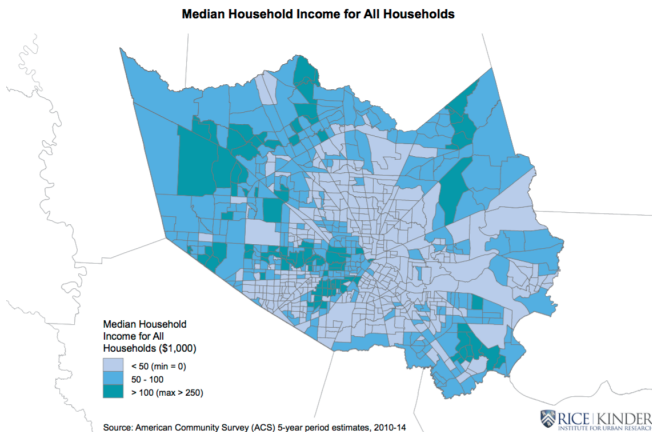 Median Household Income for All Households
Median Household
Income for All
Households ($1,000)
< 50 (min = 0)
50 - 100
> 100 (max > 250)
Source: American Community Survey (ACS) 5-year period estimates, 2010-14
RICE | KINDER
INSTITUTE FOR URBAN RESEARCH